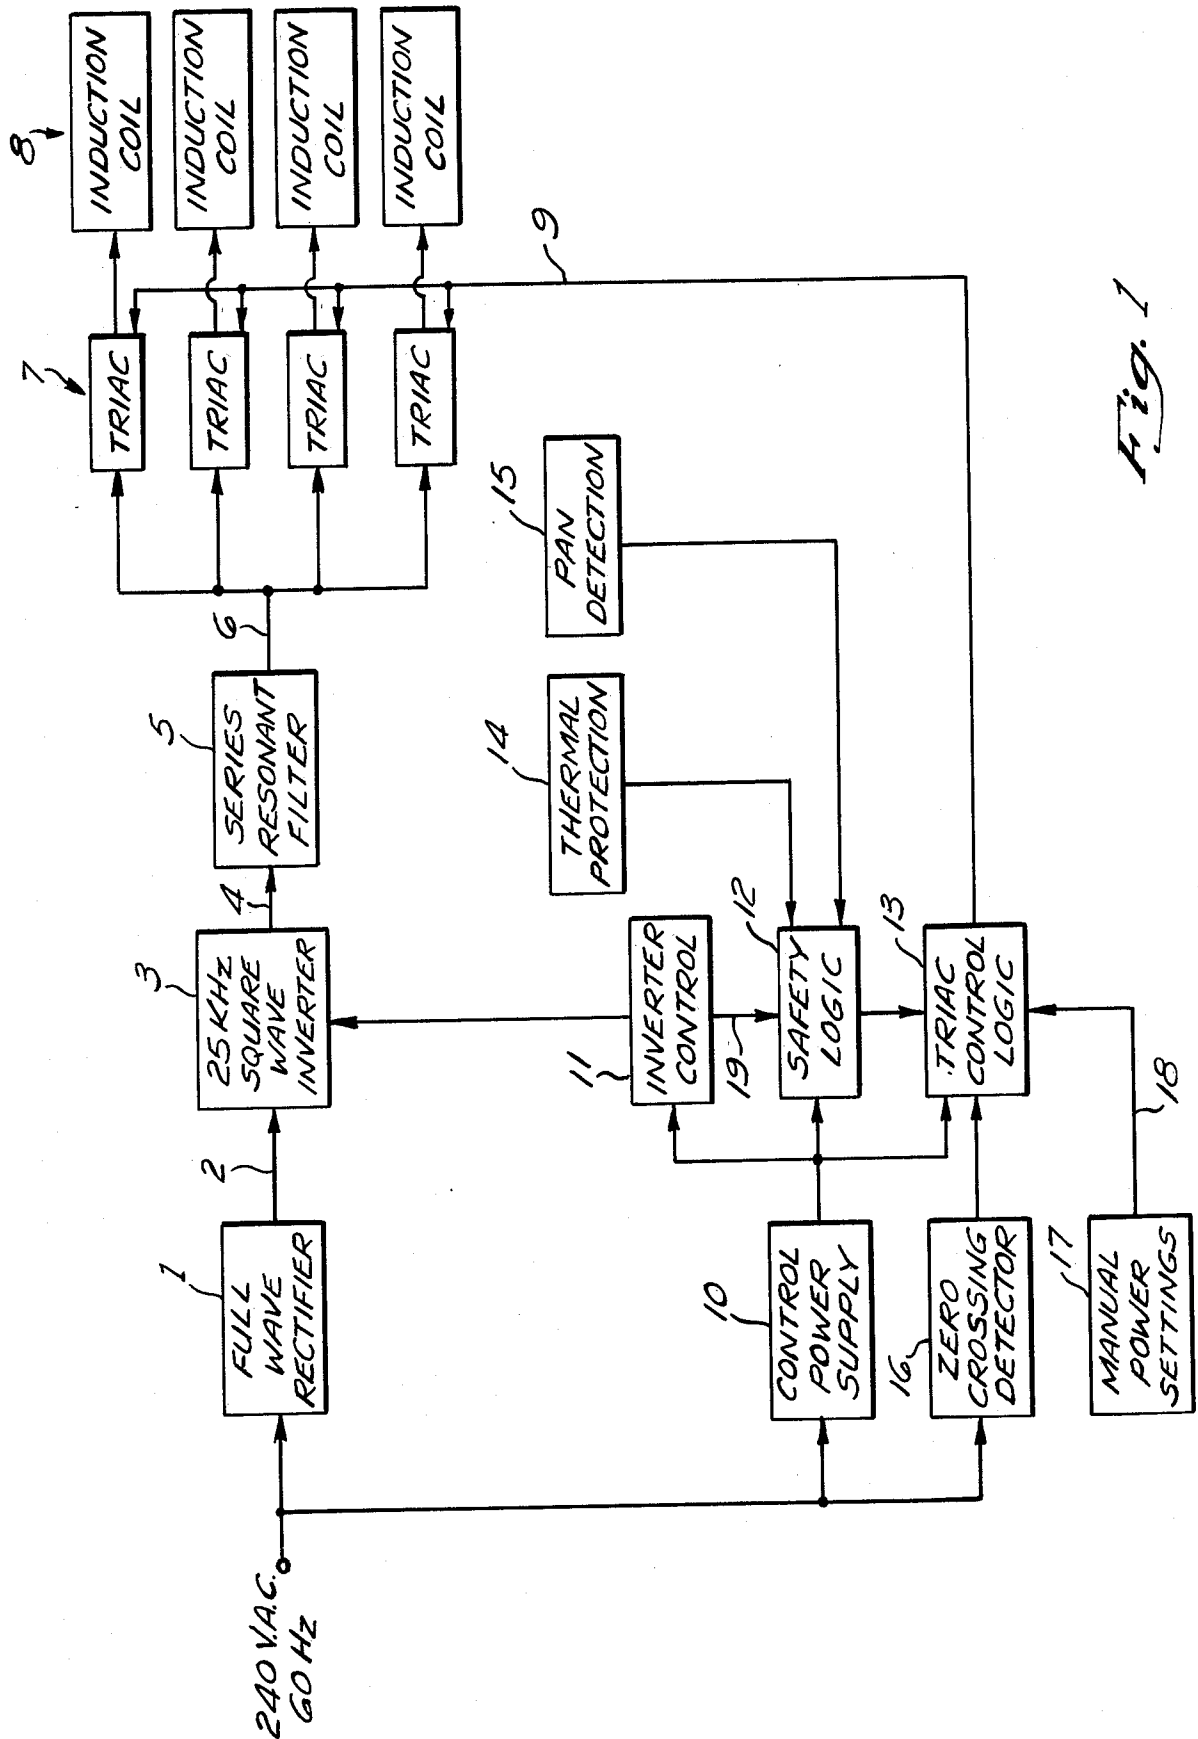 240 V.A.C.
60 Hz
1
FULL
WAVE
RECTIFIER
2
3
25 KHz
SQUARE
WAVE
INVERTER
4
5
SERIES
RESONANT
FILTER
6
7
TRIAC
TRIAC
TRIAC
TRIAC
8
INDUCTION
COIL
INDUCTION
COIL
INDUCTION
COIL
INDUCTION
COIL
9
10
CONTROL
POWER
SUPPLY
11
INVERTER
CONTROL
19
12
SAFETY
LOGIC
13
TRIAC
CONTROL
LOGIC
14
THERMAL
PROTECTION
15
PAN
DETECTION
16
ZERO
CROSSING
DETECTOR
17
MANUAL
POWER
SETTINGS
18
Fig. 1